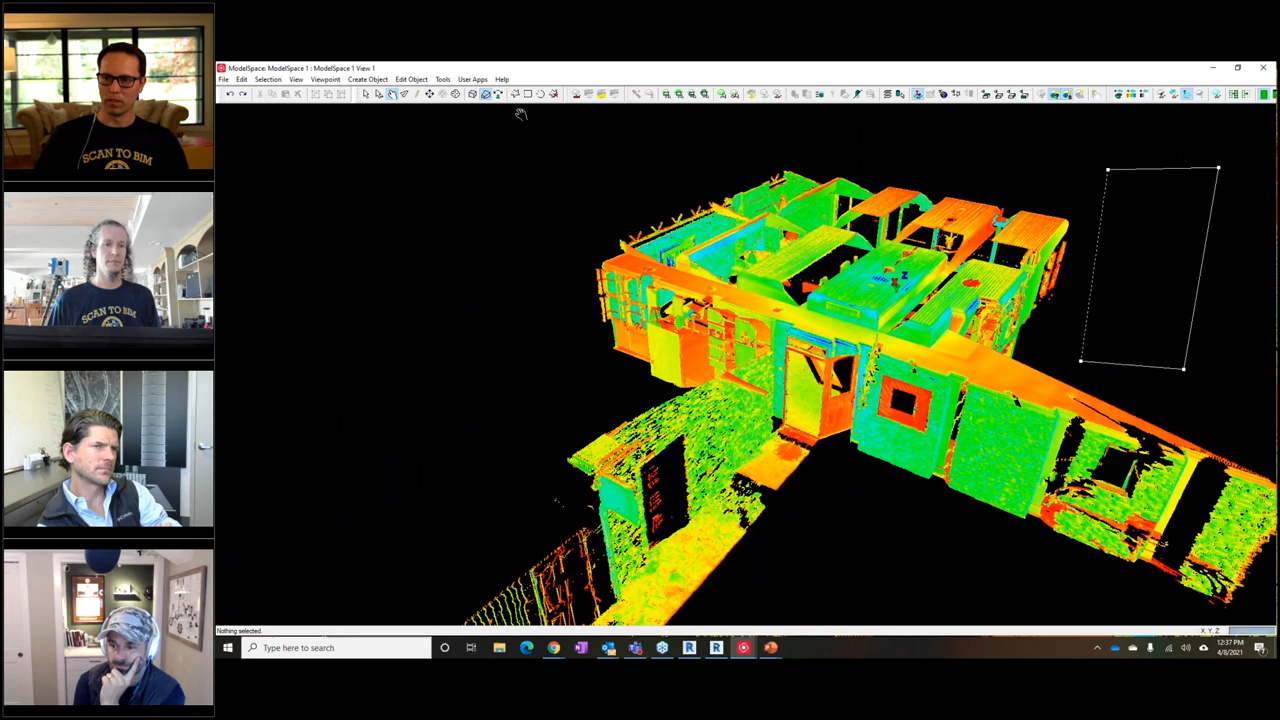 SCAN TO BIM
SCAN TO BIM
ModelSpace: ModelSpace 1 : ModelSpace 1 View 1
File Edit Selection View Viewpoint Create Object Edit Object Tools User Apps Help
Z
Nothing selected.
X, Y, Z
Type here to search
12:37 PM
4/8/2021